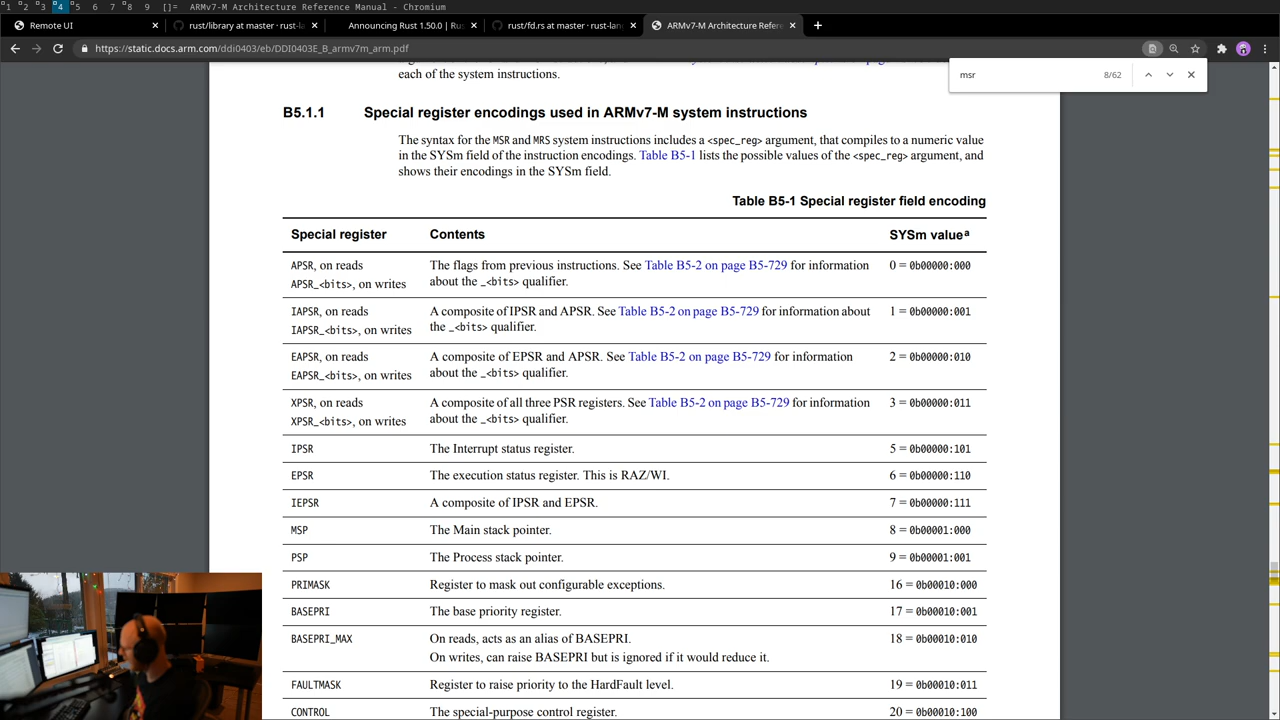 1 2 3 4 5 6 7 8 9 []= ARMv7-M Architecture Reference Manual - Chromium
Remote UI
rust/library at master · rust-la
Announcing Rust 1.50.0 | Rus
rust/fd.rs at master · rust-lan
ARMv7-M Architecture Refere
https://static.docs.arm.com/ddi0403/eb/DDI0403E_B_armv7m_arm.pdf
msr 8/62
each of the system instructions.
B5.1.1 Special register encodings used in ARMv7-M system instructions
The syntax for the MSR and MRS system instructions includes a <spec_reg> argument, that compiles to a numeric value
in the SYSm field of the instruction encodings. Table B5-1 lists the possible values of the <spec_reg> argument, and
shows their encodings in the SYSm field.
Table B5-1 Special register field encoding
Special register Contents SYSm valueᵃ
APSR, on reads The flags from previous instructions. See Table B5-2 on page B5-729 for information 0 = 0b00000:000
APSR_<bits>, on writes about the _<bits> qualifier.
IAPSR, on reads A composite of IPSR and APSR. See Table B5-2 on page B5-729 for information about 1 = 0b00000:001
IAPSR_<bits>, on writes the _<bits> qualifier.
EAPSR, on reads A composite of EPSR and APSR. See Table B5-2 on page B5-729 for information 2 = 0b00000:010
EAPSR_<bits>, on writes about the _<bits> qualifier.
XPSR, on reads A composite of all three PSR registers. See Table B5-2 on page B5-729 for information 3 = 0b00000:011
XPSR_<bits>, on writes about the _<bits> qualifier.
IPSR The Interrupt status register. 5 = 0b00000:101
EPSR The execution status register. This is RAZ/WI. 6 = 0b00000:110
IEPSR A composite of IPSR and EPSR. 7 = 0b00000:111
MSP The Main stack pointer. 8 = 0b00001:000
PSP The Process stack pointer. 9 = 0b00001:001
PRIMASK Register to mask out configurable exceptions. 16 = 0b00010:000
BASEPRI The base priority register. 17 = 0b00010:001
BASEPRI_MAX On reads, acts as an alias of BASEPRI. 18 = 0b00010:010
On writes, can raise BASEPRI but is ignored if it would reduce it.
FAULTMASK Register to raise priority to the HardFault level. 19 = 0b00010:011
CONTROL The special-purpose control register. 20 = 0b00010:100